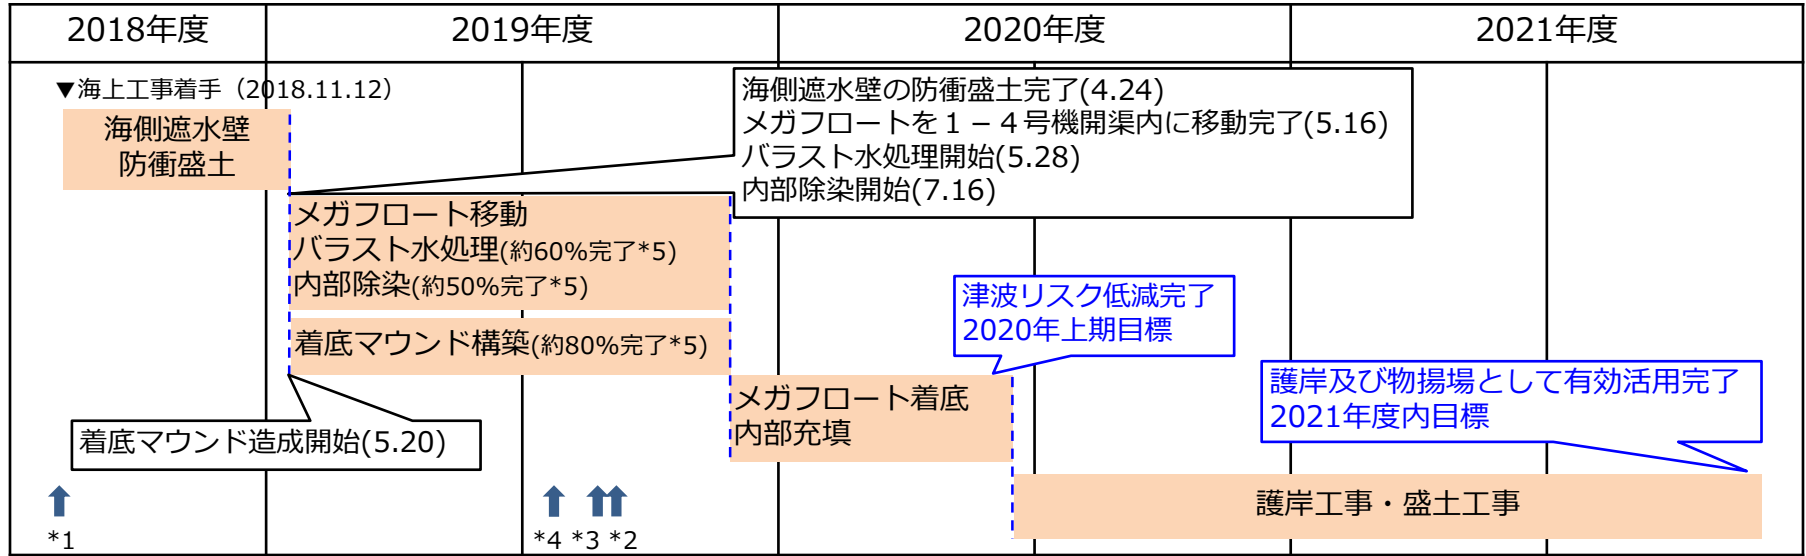 2018年度
2019年度
2020年度
2021年度
▼海上工事着手（2018.11.12）
海側遮水壁
防衝盛土
海側遮水壁の防衝盛土完了(4.24)
メガフロートを１－４号機開渠内に移動完了(5.16)
バラスト水処理開始(5.28)
内部除染開始(7.16)
メガフロート移動
バラスト水処理(約60%完了*5)
内部除染(約50%完了*5)
着底マウンド構築(約80%完了*5)
津波リスク低減完了
2020年上期目標
メガフロート着底
内部充填
護岸及び物揚場として有効活用完了
2021年度内目標
着底マウンド造成開始(5.20)
護岸工事・盛土工事
*1
*4
*3
*2